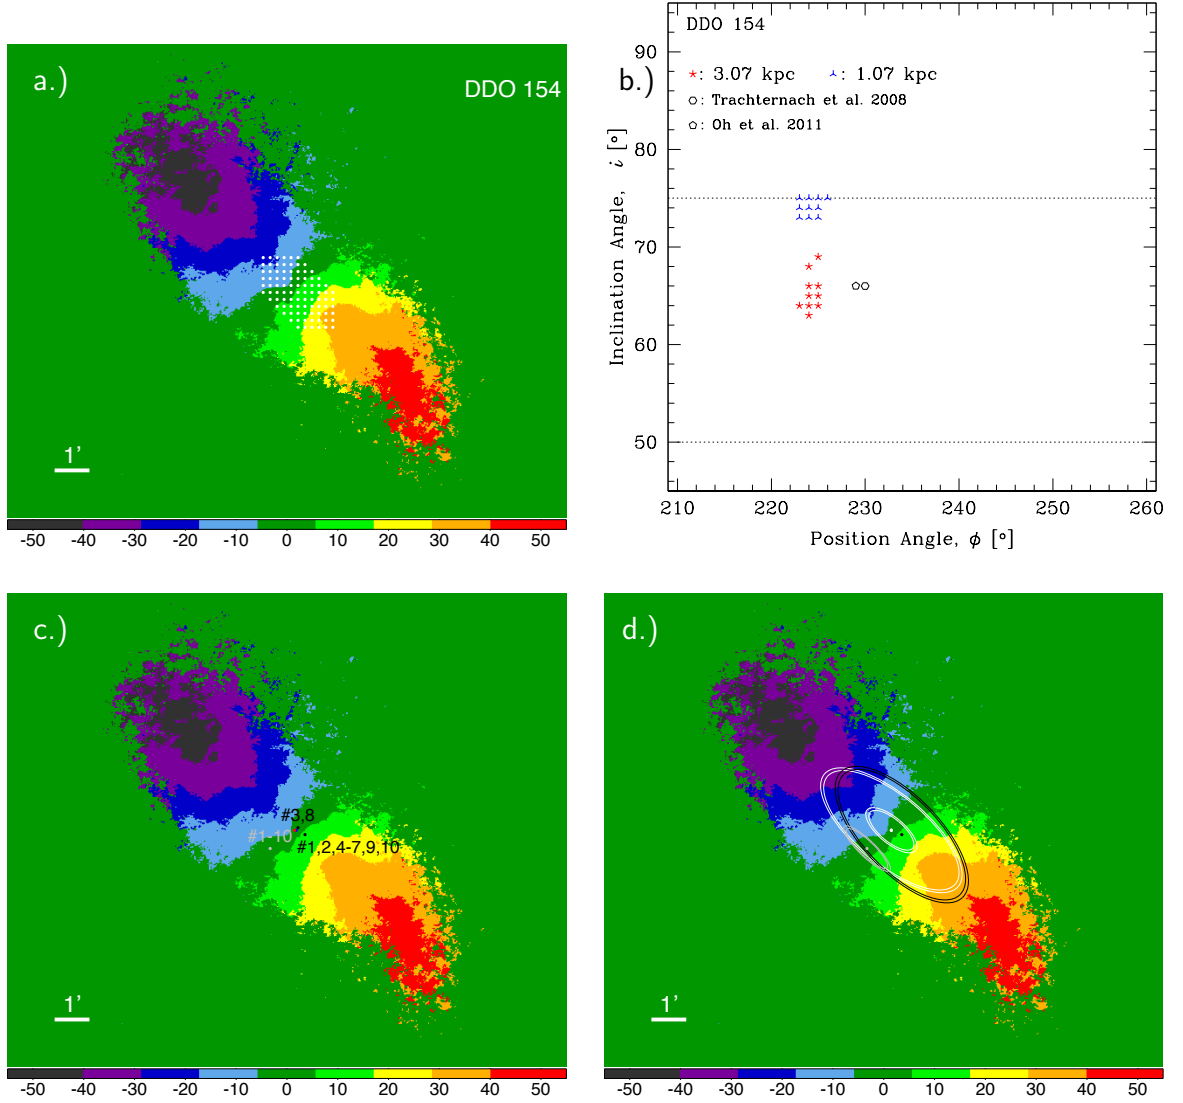 a.)
DDO 154
1'
-50 -40 -30 -20 -10 0 10 20 30 40 50
b.)
DDO 154
: 3.07 kpc : 1.07 kpc
: Trachternach et al. 2008
: Oh et al. 2011
90
80
70
60
50
Inclination Angle, i [°]
210 220 230 240 250 260
Position Angle, ϕ [°]
c.)
#3,8
#1-10
#1,2,4-7,9,10
1'
-50 -40 -30 -20 -10 0 10 20 30 40 50
d.)
1'
-50 -40 -30 -20 -10 0 10 20 30 40 50